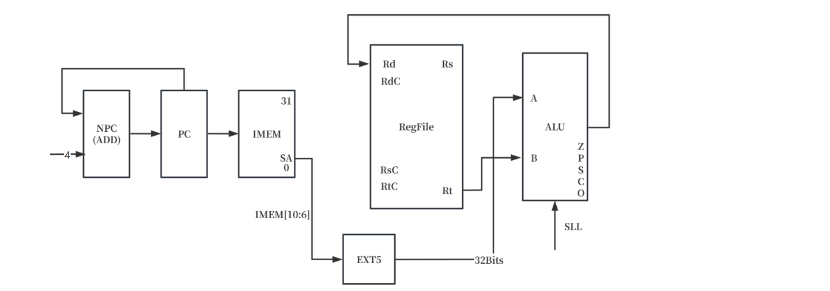 Rd
Rs
RdC
31
A
NPC
(ADD)
PC
IMEM
RegFile
ALU
4
SA
0
Z
P
S
C
O
B
RsC
RtC
Rt
IMEM[10:6]
SLL
EXT5
32Bits